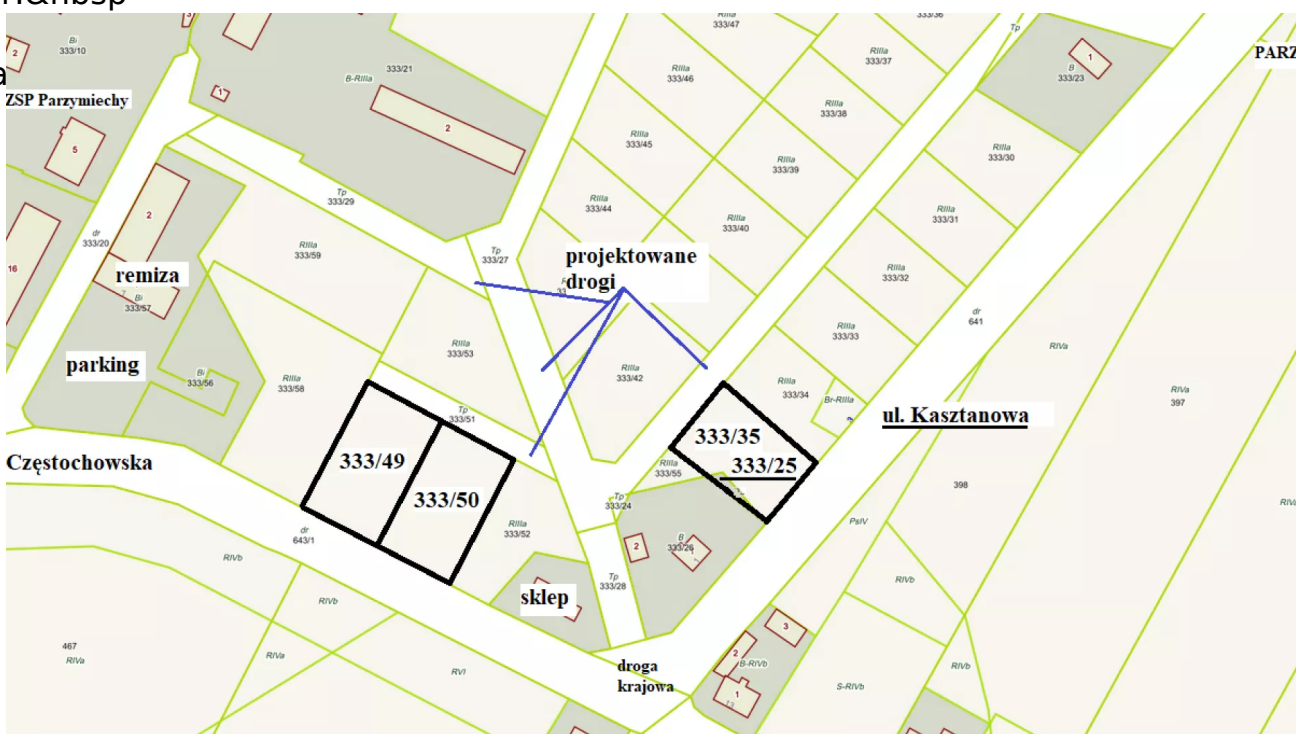 n&nbsp
a
3
2
Bi
333/10
ZSP Parzymiechy
5
16
1
B-RIIIa
333/21
2
RIIIa
333/47
333/36
Tp
RIIIa
333/46
RIIIa
333/37
B
333/23
1
PARZ
RIIIa
333/45
RIIIa
333/38
RIIIa
333/39
RIIIa
333/30
RIIIa
333/44
RIIIa
333/40
RIIIa
333/31
RIIIa
333/32
dr
333/20
2
remiza
7
Bi
333/57
parking
Bi
333/56
Tp
333/29
RIIIa
333/59
Tp
333/27
projektowane
drogi
RIIIa
333/53
RIIIa
333/58
Tp
333/51
RIIIa
333/42
RIIIa
333/33
RIIIa
333/34
Br-RIIIa
dr
641
RIVa
RIVa
397
ul. Kasztanowa
Częstochowska
333/49
333/50
333/35
333/25
RIIIa
333/55
Tp
333/24
RIIIa
333/52
dr
643/1
2
B
333/26
Tp
333/28
sklep
398
PsIV
RIVb
RIVb
RIVb
467
RIVa
RIVa
RVI
droga
krajowa
3
2
B-RIVb
1
13
S-RIVb
RIVb